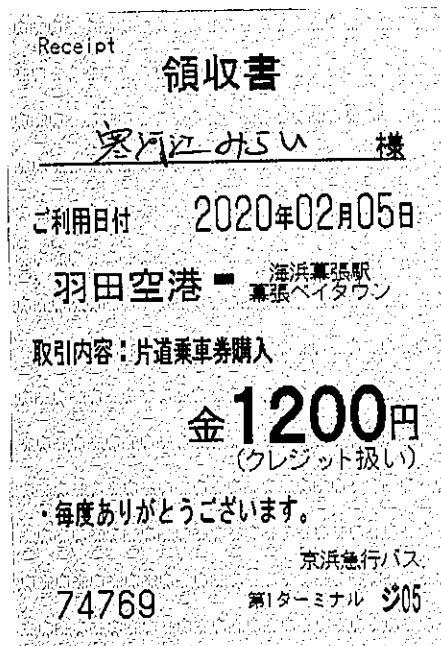 Receipt
領収書
寒河江みらい 様
ご利用日付 2020年02月05日
羽田空港 ー 海浜幕張駅
幕張ベイタウン
取引内容：片道乗車券購入
金1200円
(クレジット扱い)
・毎度ありがとうございます。
京浜急行バス
74769 第1ターミナル ジ05